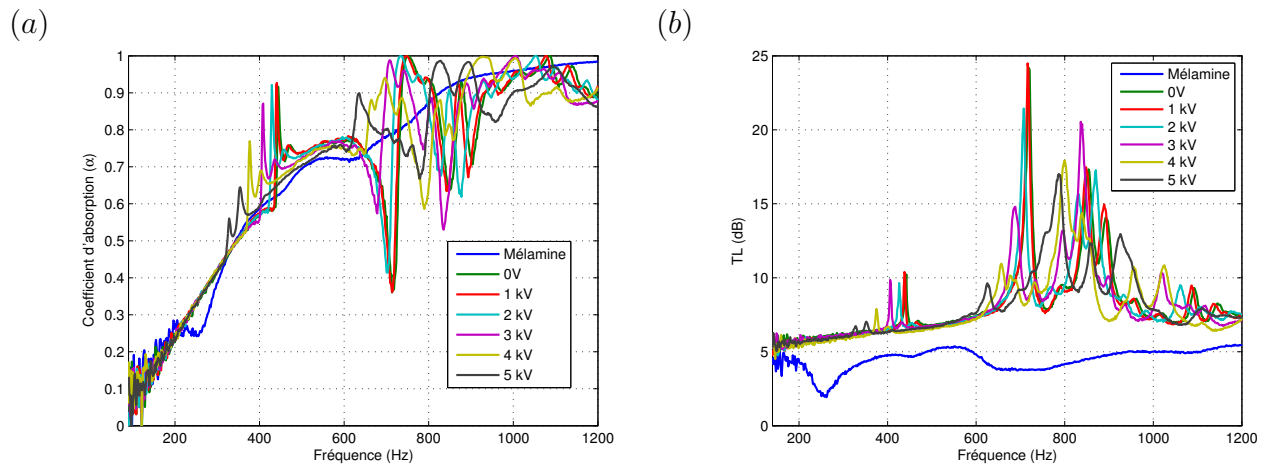 (a)
Coefficient d'absorption (α)
1
0.9
0.8
0.7
0.6
0.5
0.4
0.3
0.2
0.1
0
200 400 600 800 1000 1200
Fréquence (Hz)
Mélamine
0V
1 kV
2 kV
3 kV
4 kV
5 kV
(b)
TL (dB)
25
20
15
10
5
0
200 400 600 800 1000 1200
Fréquence (Hz)
Mélamine
0V
1 kV
2 kV
3 kV
4 kV
5 kV